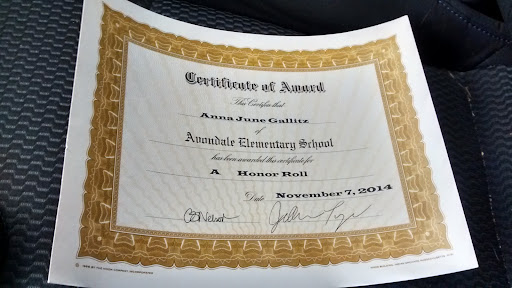 Certificate of Award
This Certifies that
Anna June Gallitz
of
Avondale Elementary School
has been awarded this certificate for
A Honor Roll
Date November 7, 2014